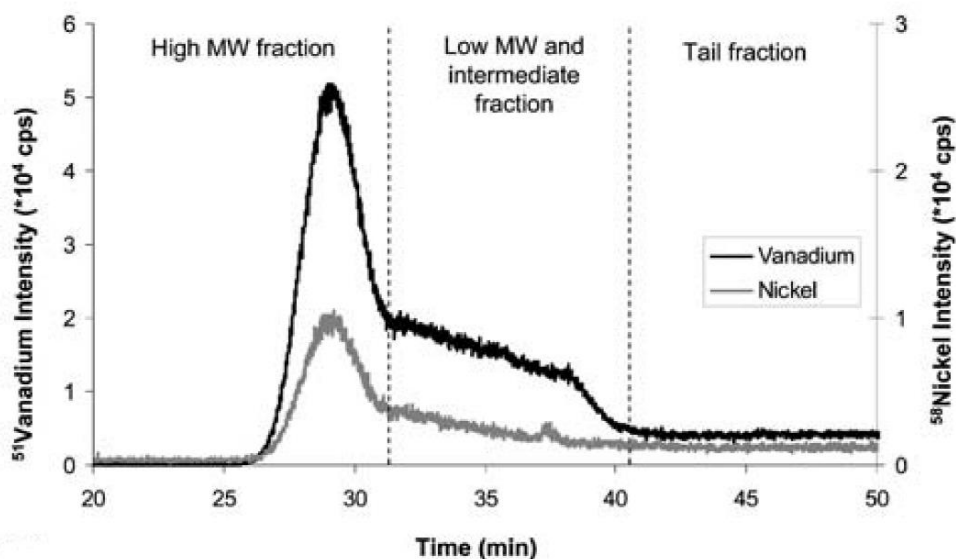 6
5
4
3
2
1
0
⁵¹Vanadium Intensity (*10⁴ cps)
High MW fraction
Low MW and
intermediate
fraction
Tail fraction
Vanadium
Nickel
3
2
1
0
⁵⁸Nickel Intensity (*10⁴ cps)
20 25 30 35 40 45 50
Time (min)